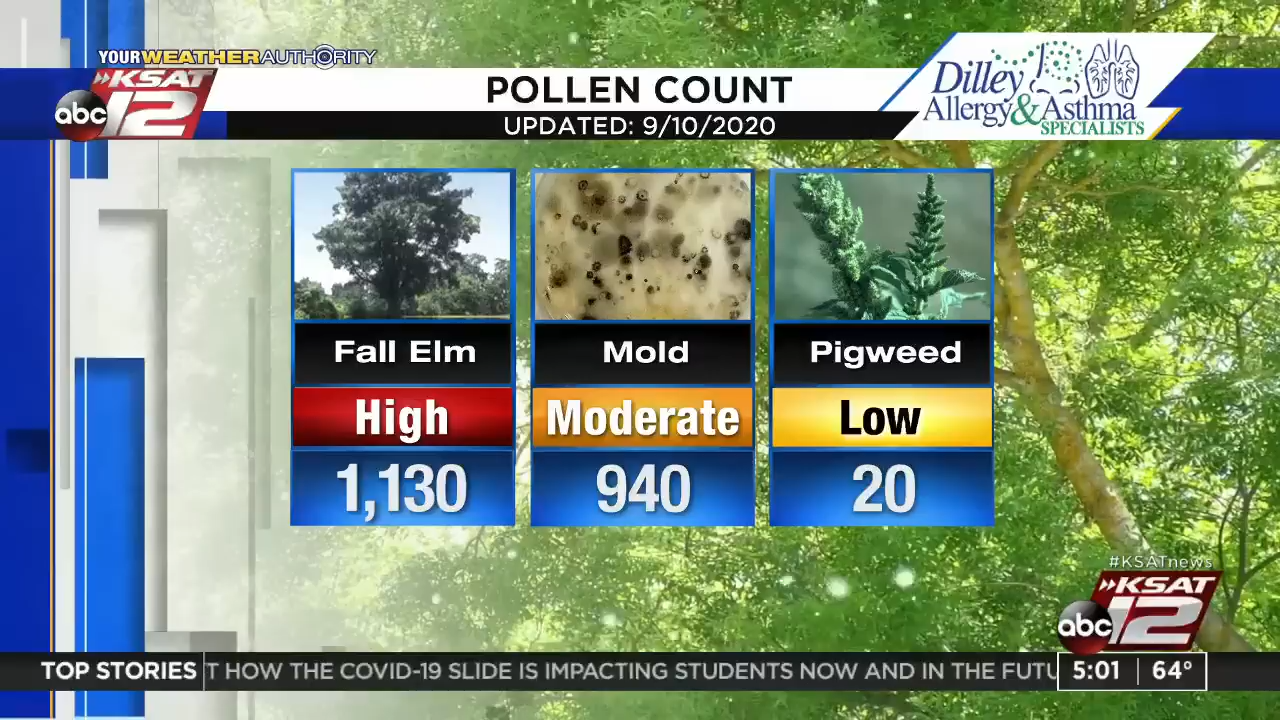 YOURWEATHERAUTHORITY
KSAT
abc 12
POLLEN COUNT
UPDATED: 9/10/2020
Dilley
Allergy&Asthma
SPECIALISTS
Fall Elm
High
1,130
Mold
Moderate
940
Pigweed
Low
20
#KSATnews
KSAT
abc 12
TOP STORIES T HOW THE COVID-19 SLIDE IS IMPACTING STUDENTS NOW AND IN THE FUTU 5:01 64°